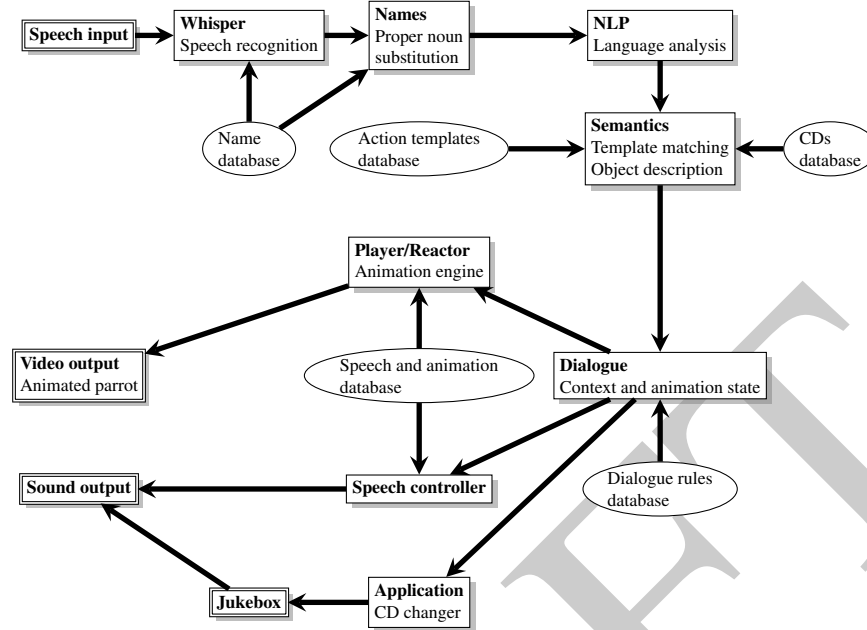 Speech input
Whisper
Speech recognition
Names
Proper noun
substitution
NLP
Language analysis
Name
database
Action templates
database
Semantics
Template matching
Object description
CDs
database
Player/Reactor
Animation engine
Video output
Animated parrot
Speech and animation
database
Dialogue
Context and animation state
Sound output
Speech controller
Dialogue rules
database
Jukebox
Application
CD changer
FT